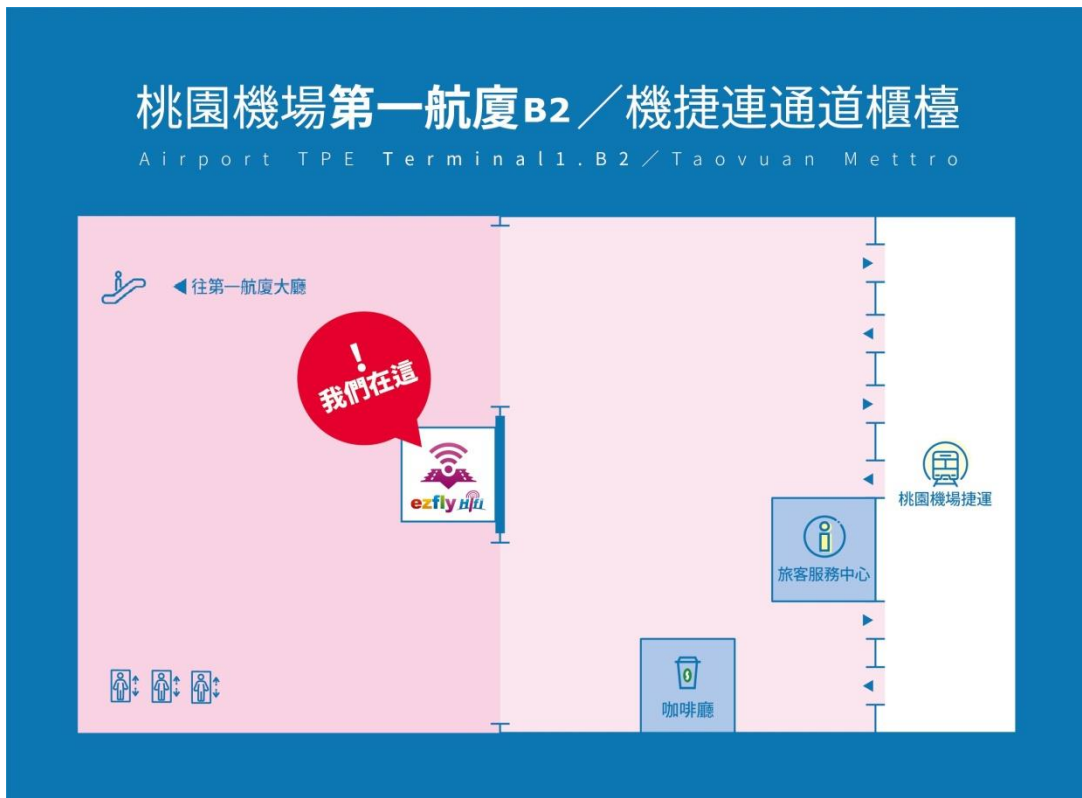 桃園機場第一航廈B2／機捷連通道櫃檯
Airport TPE Terminal1.B2／Taovuan Mettro
◀往第一航廈大廳
!
我們在這
ezfly Hifi
桃園機場捷運
旅客服務中心
咖啡廳